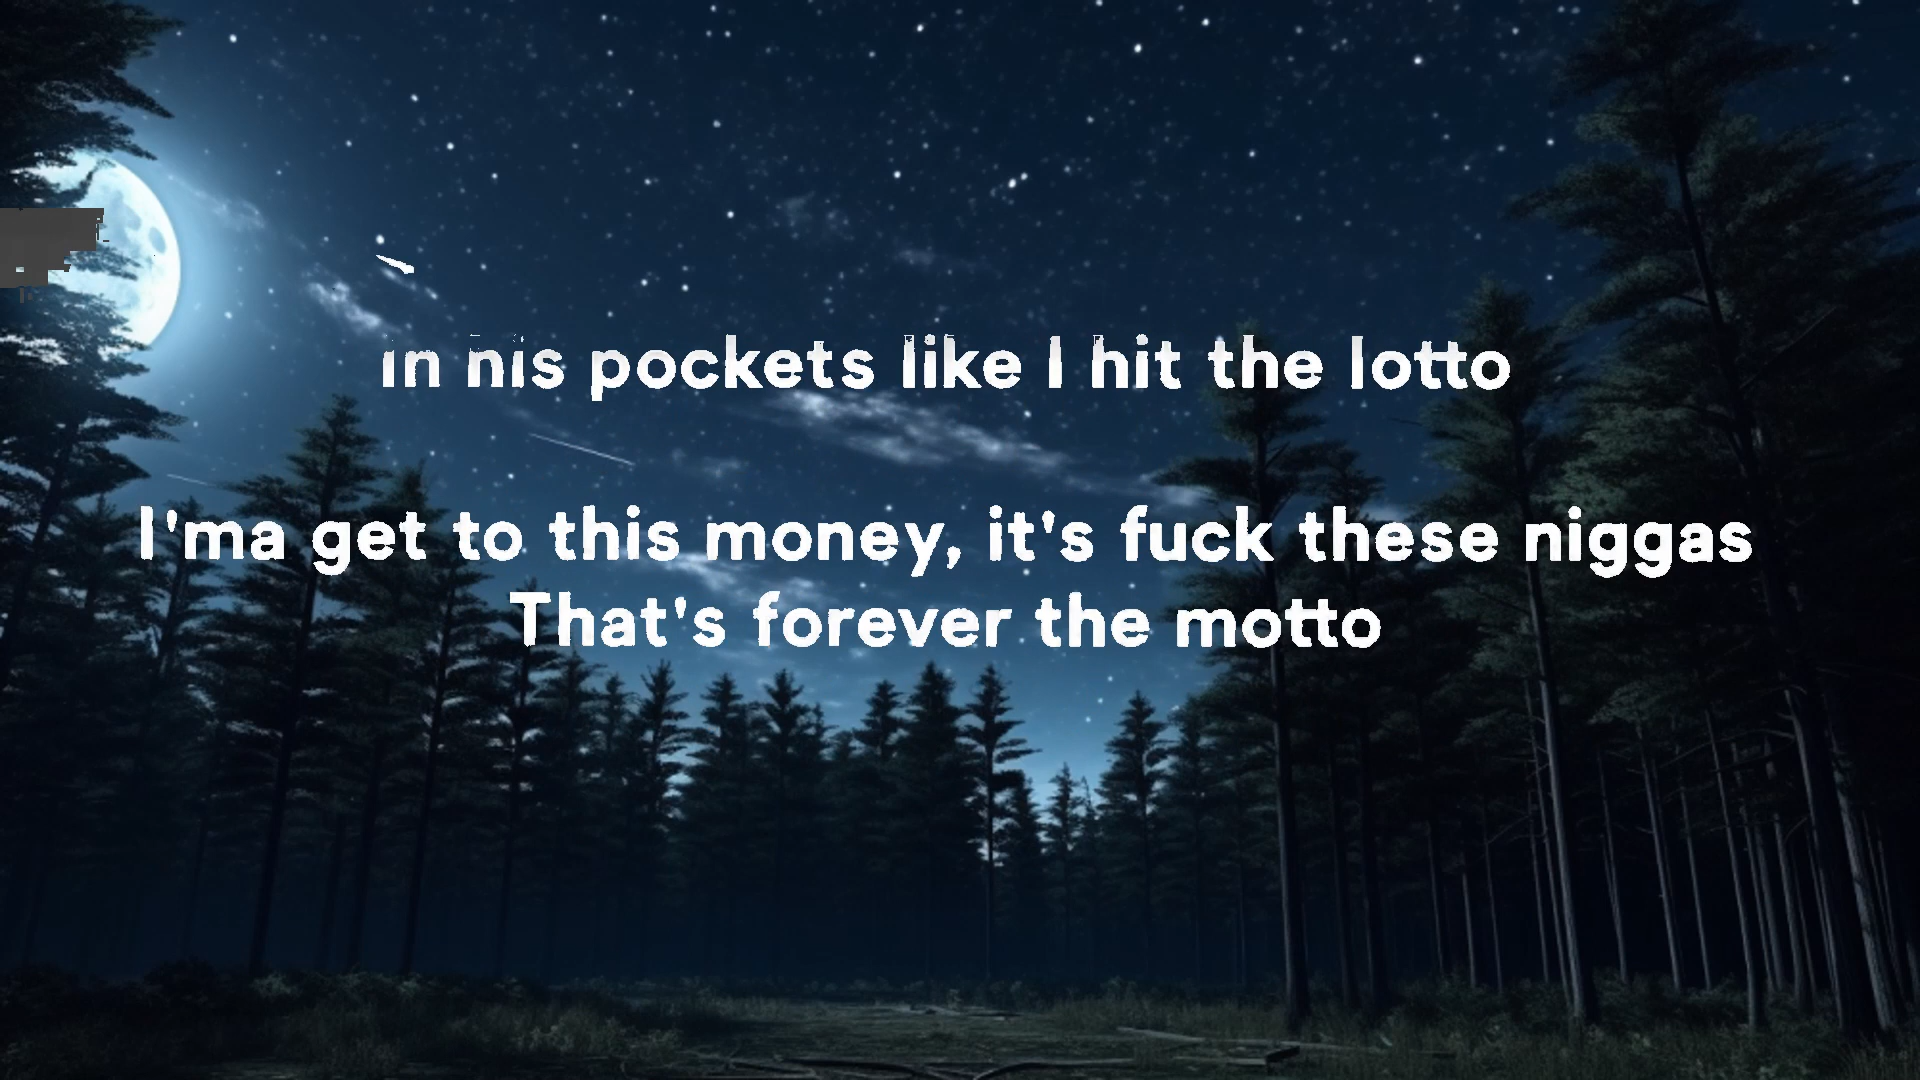 in his pockets like I hit the lotto
I'ma get to this money, it's fuck these niggas
That's forever the motto